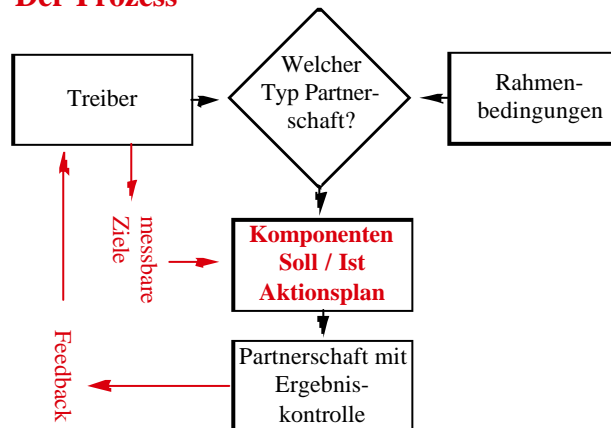 Der Prozess
Treiber
Welcher
Typ Partner-
schaft?
Rahmen-
bedingungen
messbare
Ziele
Komponenten
Soll / Ist
Aktionsplan
Feedback
Partnerschaft mit
Ergebnis-
kontrolle